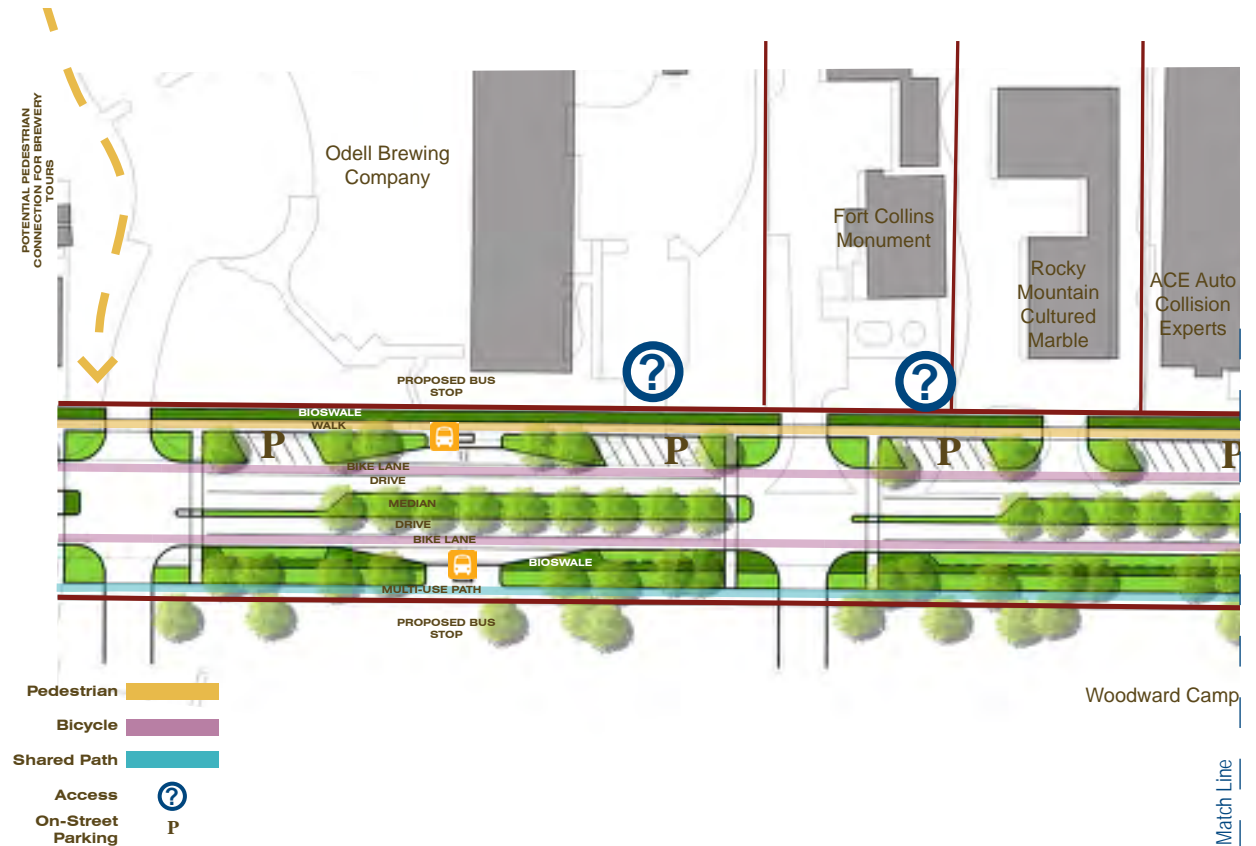 POTENTIAL PEDESTRIAN
CONNECTION FOR BREWERY
TOURS
Odell Brewing
Company
Fort Collins
Monument
Rocky
Mountain
Cultured
Marble
ACE Auto
Collision
Experts
?
?
PROPOSED BUS
STOP
BIOSWALE
WALK
P
P
P
P
BIKE LANE
DRIVE
MEDIAN
DRIVE
BIKE LANE
BIOSWALE
MULTI-USE PATH
PROPOSED BUS
STOP
Woodward Camp
Pedestrian
Bicycle
Shared Path
Access ?
On-Street
Parking P
Match Line